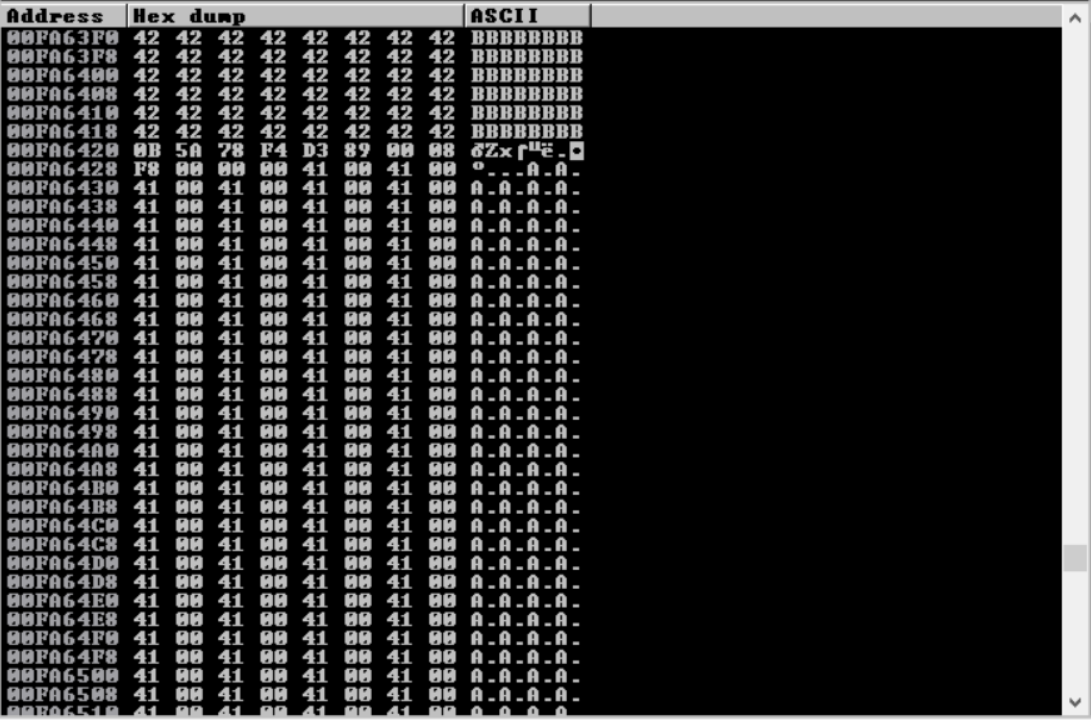 Address Hex dump ASCII
00FA63F0 42 42 42 42 42 42 42 42 BBBBBBBB
00FA63F8 42 42 42 42 42 42 42 42 BBBBBBBB
00FA6400 42 42 42 42 42 42 42 42 BBBBBBBB
00FA6408 42 42 42 42 42 42 42 42 BBBBBBBB
00FA6410 42 42 42 42 42 42 42 42 BBBBBBBB
00FA6418 42 42 42 42 42 42 42 42 BBBBBBBB
00FA6420 0B 5A 78 F4 D3 89 00 08 ♂Zx⌠╙ë.◘
00FA6428 F8 00 00 00 41 00 41 00 °...A.A.
00FA6430 41 00 41 00 41 00 41 00 A.A.A.A.
00FA6438 41 00 41 00 41 00 41 00 A.A.A.A.
00FA6440 41 00 41 00 41 00 41 00 A.A.A.A.
00FA6448 41 00 41 00 41 00 41 00 A.A.A.A.
00FA6450 41 00 41 00 41 00 41 00 A.A.A.A.
00FA6458 41 00 41 00 41 00 41 00 A.A.A.A.
00FA6460 41 00 41 00 41 00 41 00 A.A.A.A.
00FA6468 41 00 41 00 41 00 41 00 A.A.A.A.
00FA6470 41 00 41 00 41 00 41 00 A.A.A.A.
00FA6478 41 00 41 00 41 00 41 00 A.A.A.A.
00FA6480 41 00 41 00 41 00 41 00 A.A.A.A.
00FA6488 41 00 41 00 41 00 41 00 A.A.A.A.
00FA6490 41 00 41 00 41 00 41 00 A.A.A.A.
00FA6498 41 00 41 00 41 00 41 00 A.A.A.A.
00FA64A0 41 00 41 00 41 00 41 00 A.A.A.A.
00FA64A8 41 00 41 00 41 00 41 00 A.A.A.A.
00FA64B0 41 00 41 00 41 00 41 00 A.A.A.A.
00FA64B8 41 00 41 00 41 00 41 00 A.A.A.A.
00FA64C0 41 00 41 00 41 00 41 00 A.A.A.A.
00FA64C8 41 00 41 00 41 00 41 00 A.A.A.A.
00FA64D0 41 00 41 00 41 00 41 00 A.A.A.A.
00FA64D8 41 00 41 00 41 00 41 00 A.A.A.A.
00FA64E0 41 00 41 00 41 00 41 00 A.A.A.A.
00FA64E8 41 00 41 00 41 00 41 00 A.A.A.A.
00FA64F0 41 00 41 00 41 00 41 00 A.A.A.A.
00FA64F8 41 00 41 00 41 00 41 00 A.A.A.A.
00FA6500 41 00 41 00 41 00 41 00 A.A.A.A.
00FA6508 41 00 41 00 41 00 41 00 A.A.A.A.
00FA6510 41 00 41 00 41 00 41 00 A.A.A.A.